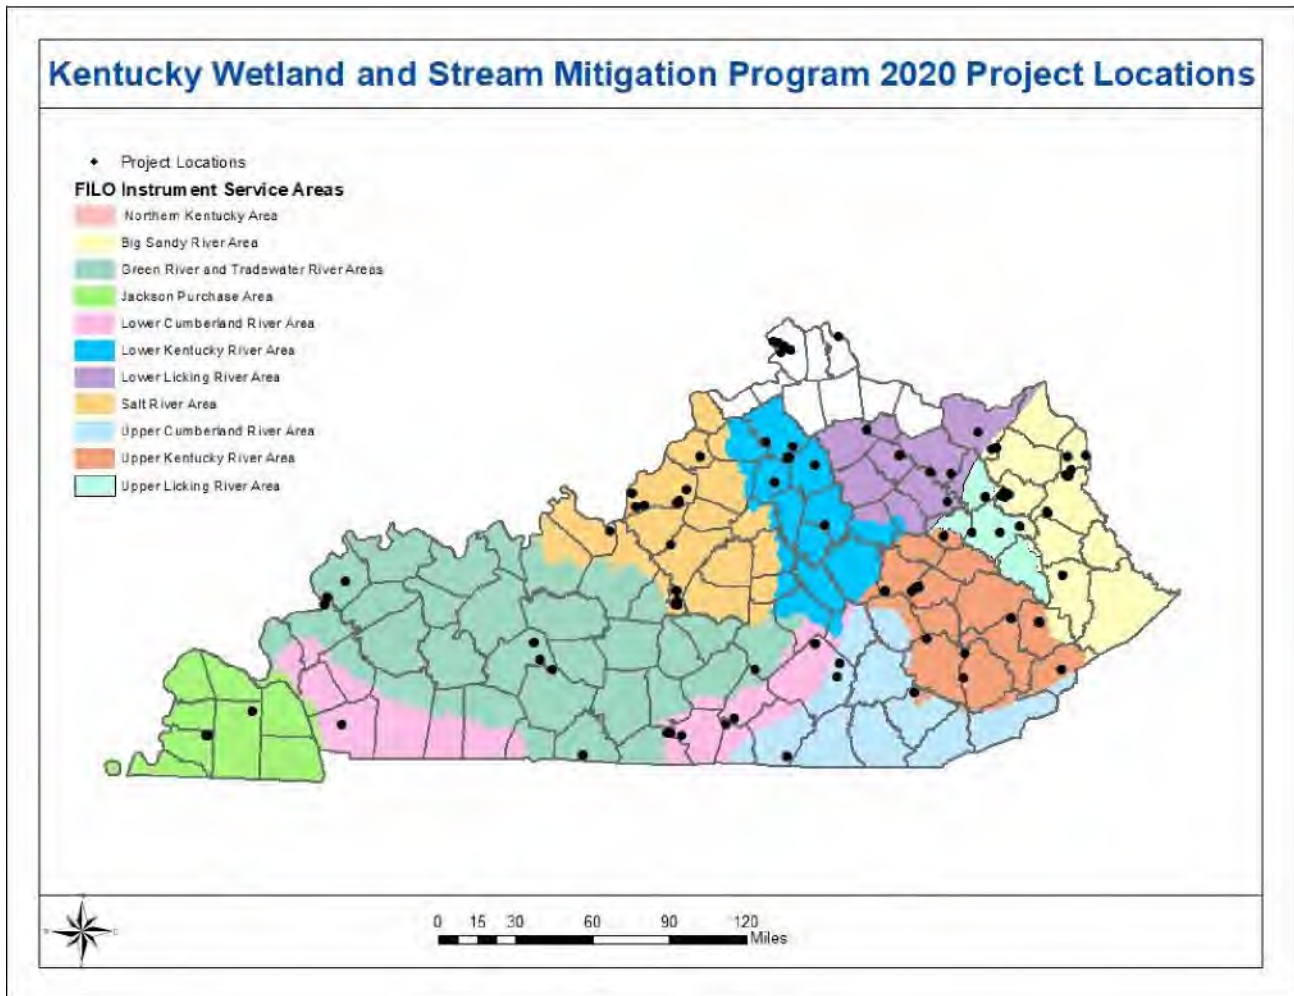 Kentucky Wetland and Stream Mitigation Program 2020 Project Locations
Project Locations
FILO Instrument Service Areas
Northern Kentucky Area
Big Sandy River Area
Green River and Tradewater River Areas
Jackson Purchase Area
Lower Cumberland River Area
Lower Kentucky River Area
Lower Licking River Area
Salt River Area
Upper Cumberland River Area
Upper Kentucky River Area
Upper Licking River Area
0 15 30 60 90 120
Miles